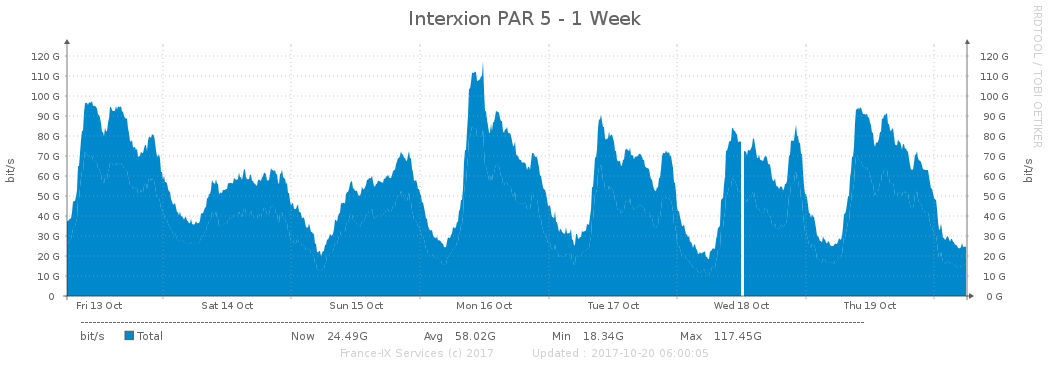 Interxion PAR 5 - 1 Week
RRDTOOL / TOBI OETIKER
bit/s
bit/s
120 G 120 G
110 G 110 G
100 G 100 G
90 G 90 G
80 G 80 G
70 G 70 G
60 G 60 G
50 G 50 G
40 G 40 G
30 G 30 G
20 G 20 G
10 G 10 G
0 0 G
Fri 13 Oct Sat 14 Oct Sun 15 Oct Mon 16 Oct Tue 17 Oct Wed 18 Oct Thu 19 Oct
bit/s Total Now 24.49G Avg 58.02G Min 18.34G Max 117.45G
France-IX Services (c) 2017 Updated : 2017-10-20 06:00:05